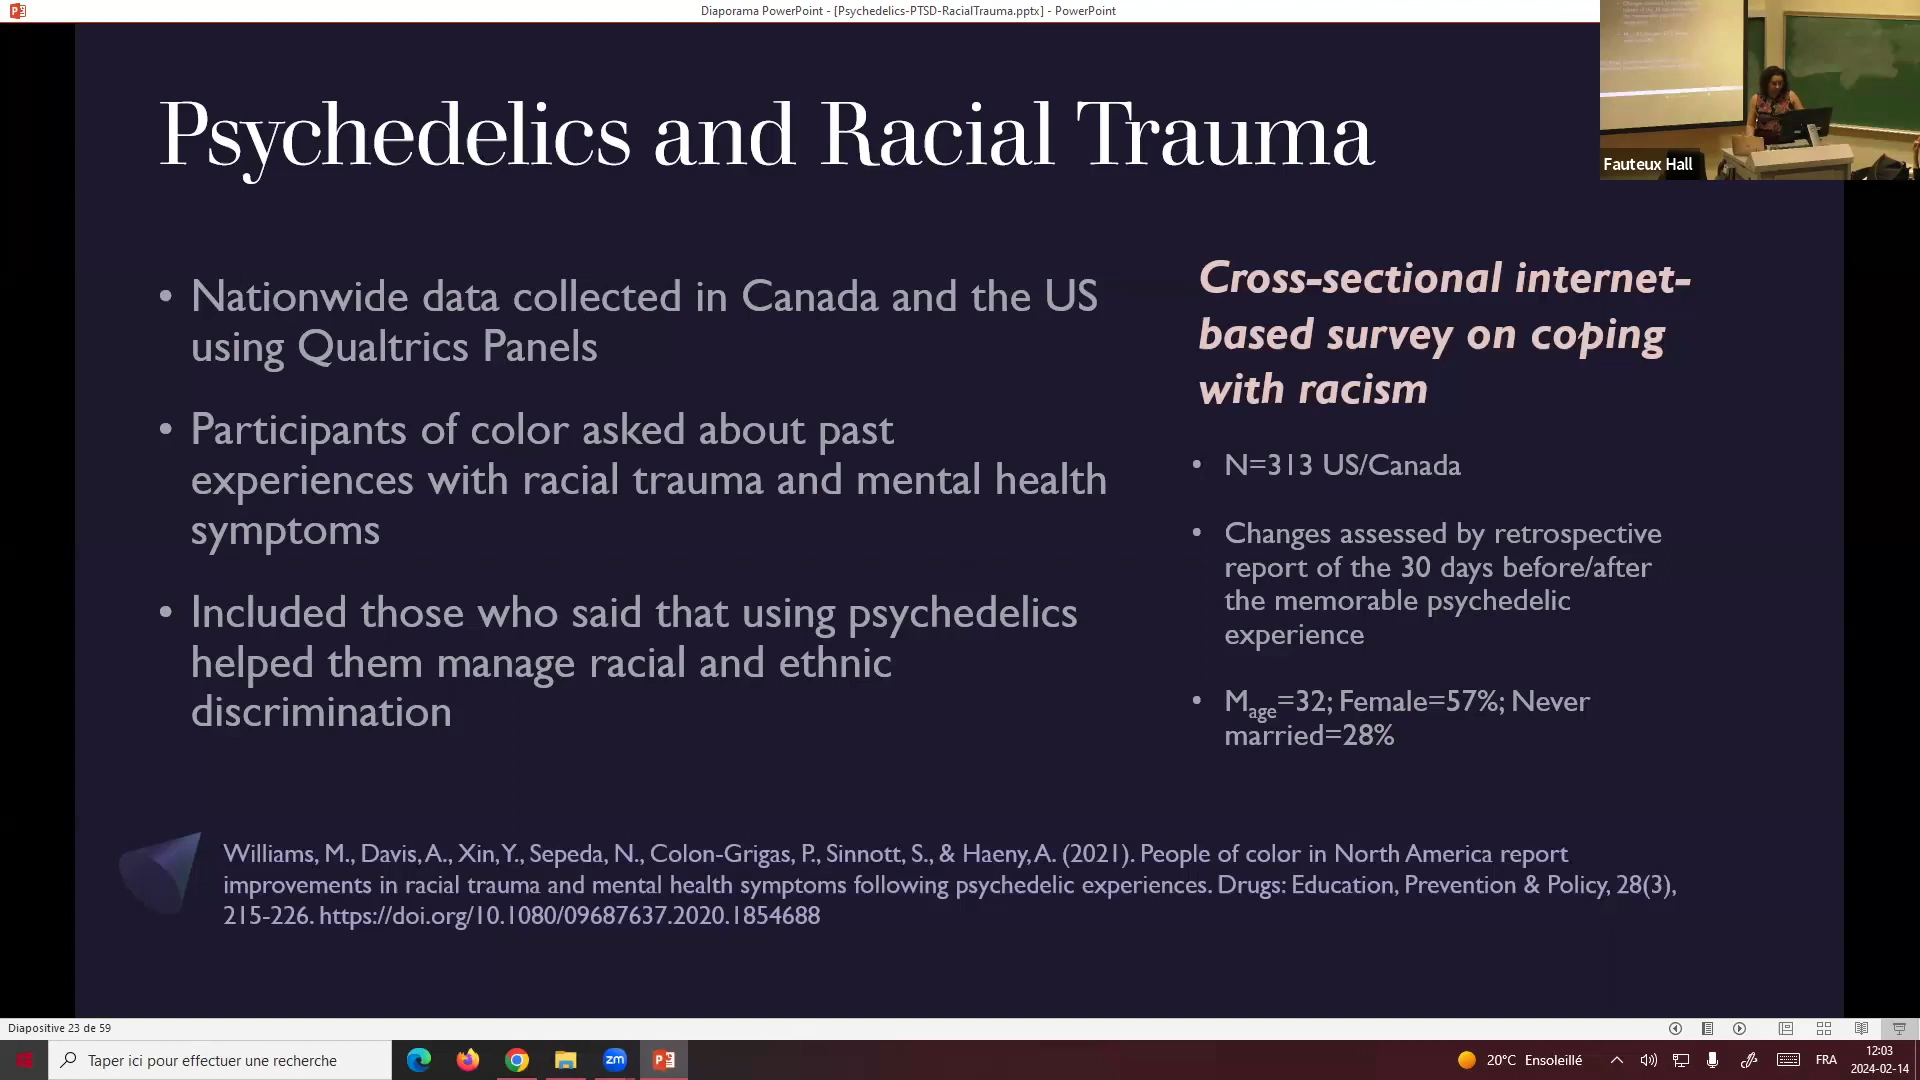 Diaporama PowerPoint - [Psychedelics-PTSD-RacialTrauma.pptx] - PowerPoint
Fauteux Hall
Psychedelics and Racial Trauma
• Nationwide data collected in Canada and the US
using Qualtrics Panels
• Participants of color asked about past
experiences with racial trauma and mental health
symptoms
• Included those who said that using psychedelics
helped them manage racial and ethnic
discrimination
Cross-sectional internet-
based survey on coping
with racism
• N=313 US/Canada
• Changes assessed by retrospective
report of the 30 days before/after
the memorable psychedelic
experience
• Mage=32; Female=57%; Never
married=28%
Williams, M., Davis, A., Xin, Y., Sepeda, N., Colon-Grigas, P., Sinnott, S., & Haeny, A. (2021). People of color in North America report
improvements in racial trauma and mental health symptoms following psychedelic experiences. Drugs: Education, Prevention & Policy, 28(3),
215-226. https://doi.org/10.1080/09687637.2020.1854688
Diapositive 23 de 59
Taper ici pour effectuer une recherche
zm
20°C Ensoleillé
FRA
12:03
2024-02-14